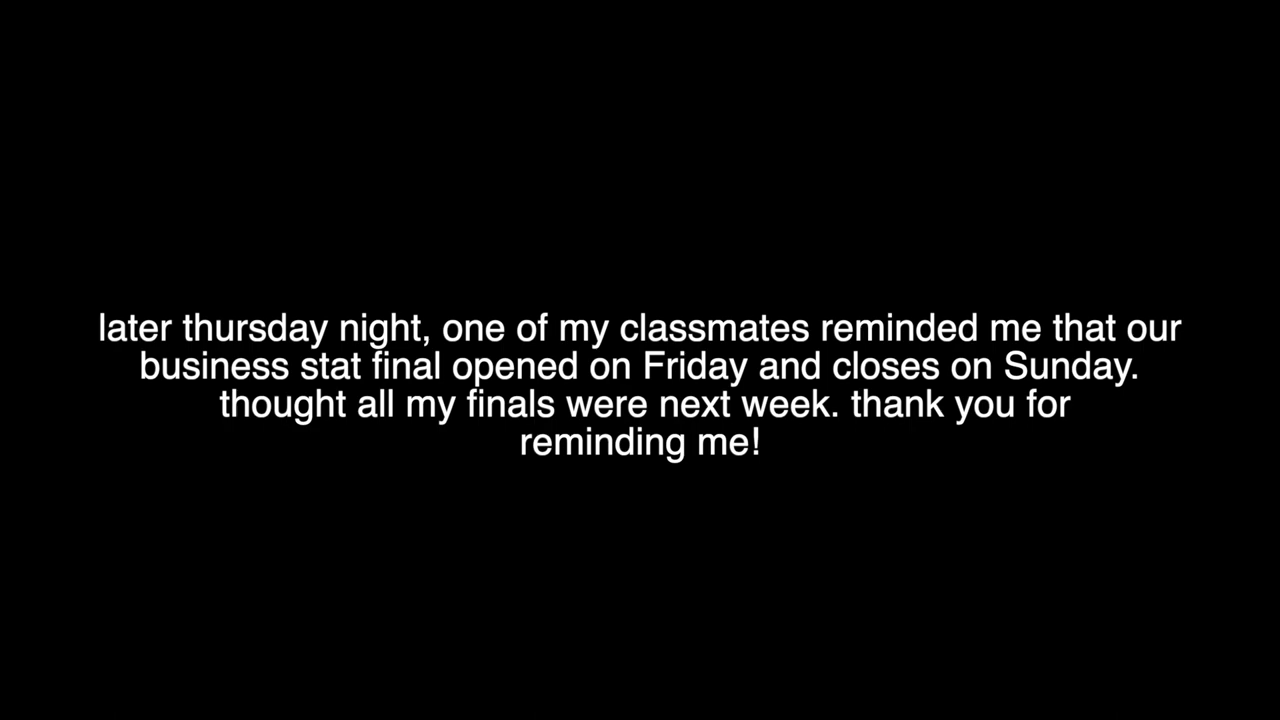 later thursday night, one of my classmates reminded me that our
business stat final opened on Friday and closes on Sunday.
thought all my finals were next week. thank you for
reminding me!